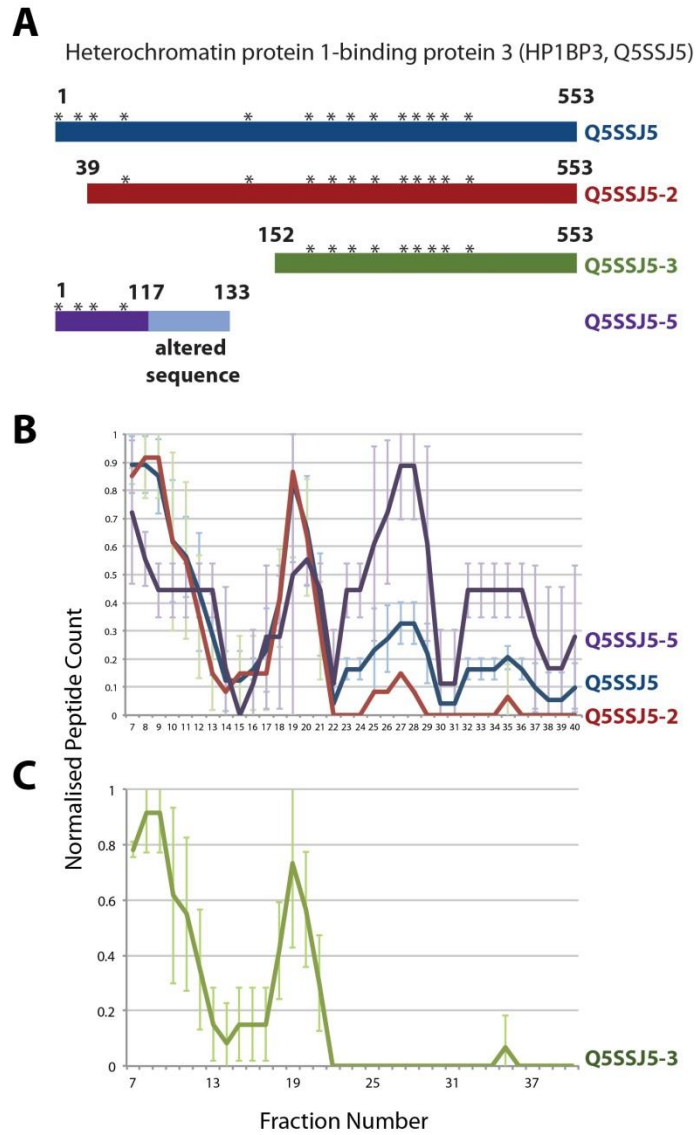 A
Heterochromatin protein 1-binding protein 3 (HP1BP3, Q5SSJ5)
1 553
* * * * * * * * * * * * * *
Q5SSJ5
39 553
* * * * * * * * * * *
Q5SSJ5-2
152 553
* * * * * * * * *
Q5SSJ5-3
1 117 133
* * * *
Q5SSJ5-5
altered
sequence
B
1
0.9
0.8
0.7
0.6
0.5
0.4
0.3
0.2
0.1
0
7 8 9 10 11 12 13 14 15 16 17 18 19 20 21 22 23 24 25 26 27 28 29 30 31 32 33 34 35 36 37 38 39 40
Q5SSJ5-5
Q5SSJ5
Q5SSJ5-2
Normalised Peptide Count
C
1
0.8
0.6
0.4
0.2
0
7 13 19 25 31 37
Q5SSJ5-3
Fraction Number